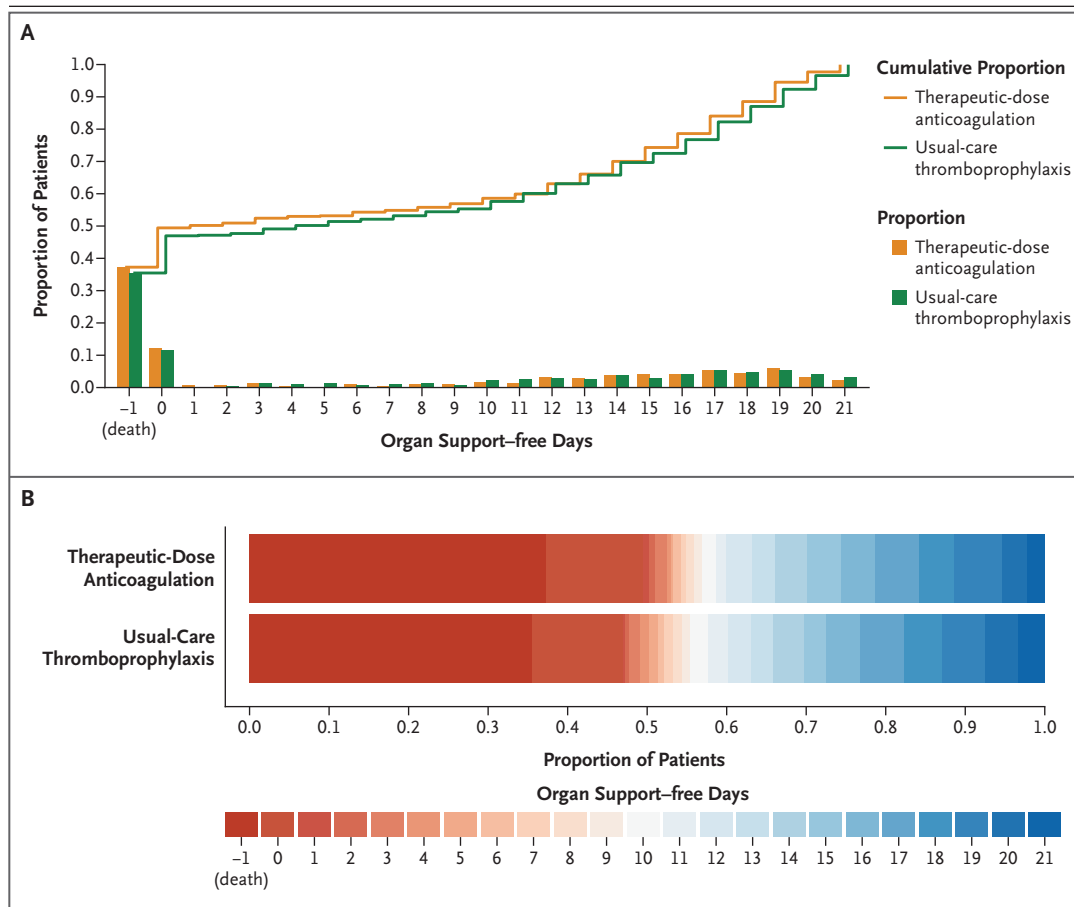 A
1.0
0.9
0.8
0.7
0.6
0.5
0.4
0.3
0.2
0.1
0.0
Proportion of Patients
–1 0 1 2 3 4 5 6 7 8 9 10 11 12 13 14 15 16 17 18 19 20 21
(death)
Organ Support–free Days
Cumulative Proportion
Therapeutic-dose
anticoagulation
Usual-care
thromboprophylaxis
Proportion
Therapeutic-dose
anticoagulation
Usual-care
thromboprophylaxis
B
Therapeutic-Dose
Anticoagulation
Usual-Care
Thromboprophylaxis
0.0 0.1 0.2 0.3 0.4 0.5 0.6 0.7 0.8 0.9 1.0
Proportion of Patients
Organ Support–free Days
–1 0 1 2 3 4 5 6 7 8 9 10 11 12 13 14 15 16 17 18 19 20 21
(death)